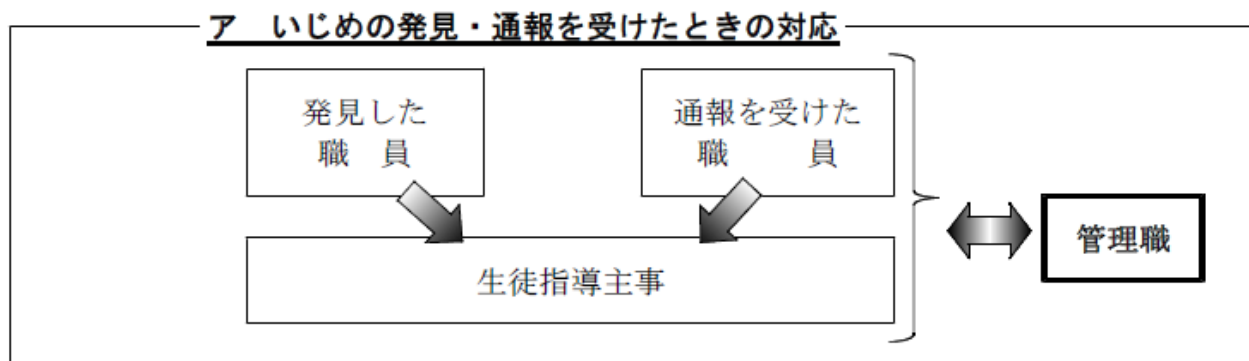 ア　いじめの発見・通報を受けたときの対応
発見した
職　員
通報を受けた
職　　員
生徒指導主事
管理職